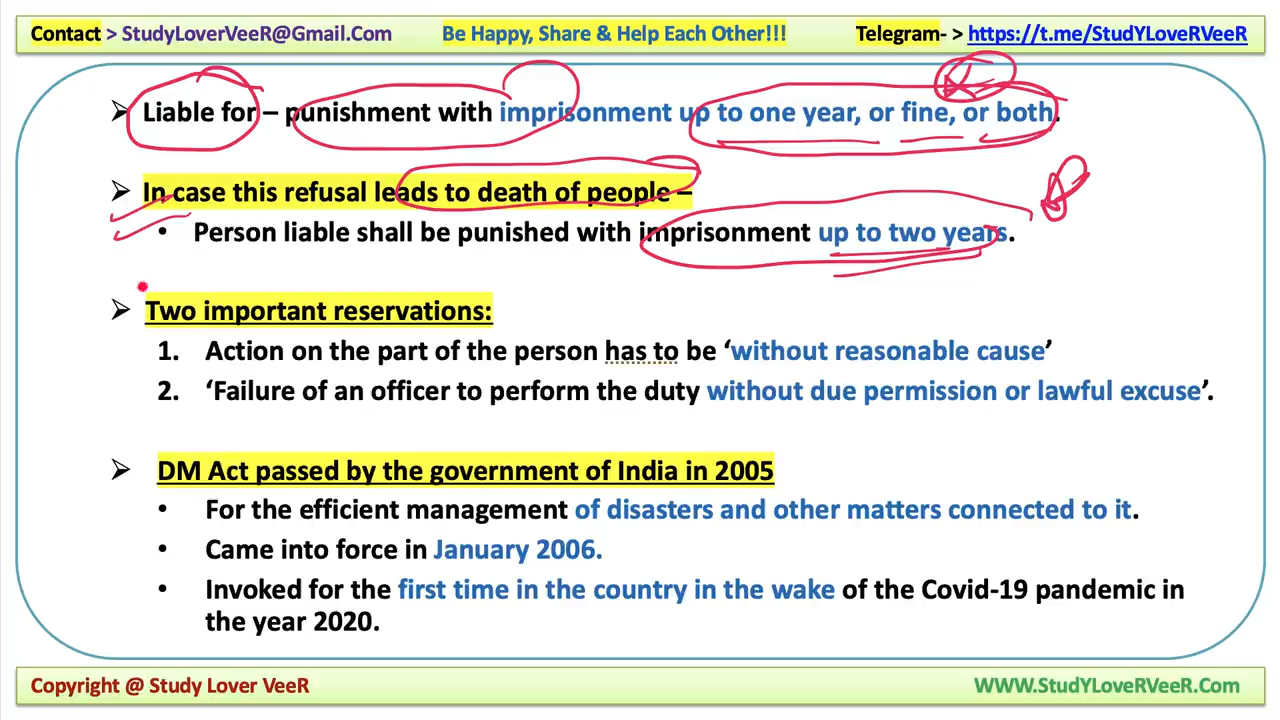 Contact > StudyLoverVeeR@Gmail.Com Be Happy, Share & Help Each Other!!! Telegram- > https://t.me/StudYLoveRVeeR
➢ Liable for – punishment with imprisonment up to one year, or fine, or both.
➢ In case this refusal leads to death of people –
• Person liable shall be punished with imprisonment up to two years.
➢ Two important reservations:
1. Action on the part of the person has to be ‘without reasonable cause’
2. ‘Failure of an officer to perform the duty without due permission or lawful excuse’.
➢ DM Act passed by the government of India in 2005
• For the efficient management of disasters and other matters connected to it.
• Came into force in January 2006.
• Invoked for the first time in the country in the wake of the Covid-19 pandemic in
the year 2020.
Copyright @ Study Lover VeeR WWW.StudYLoveRVeeR.Com